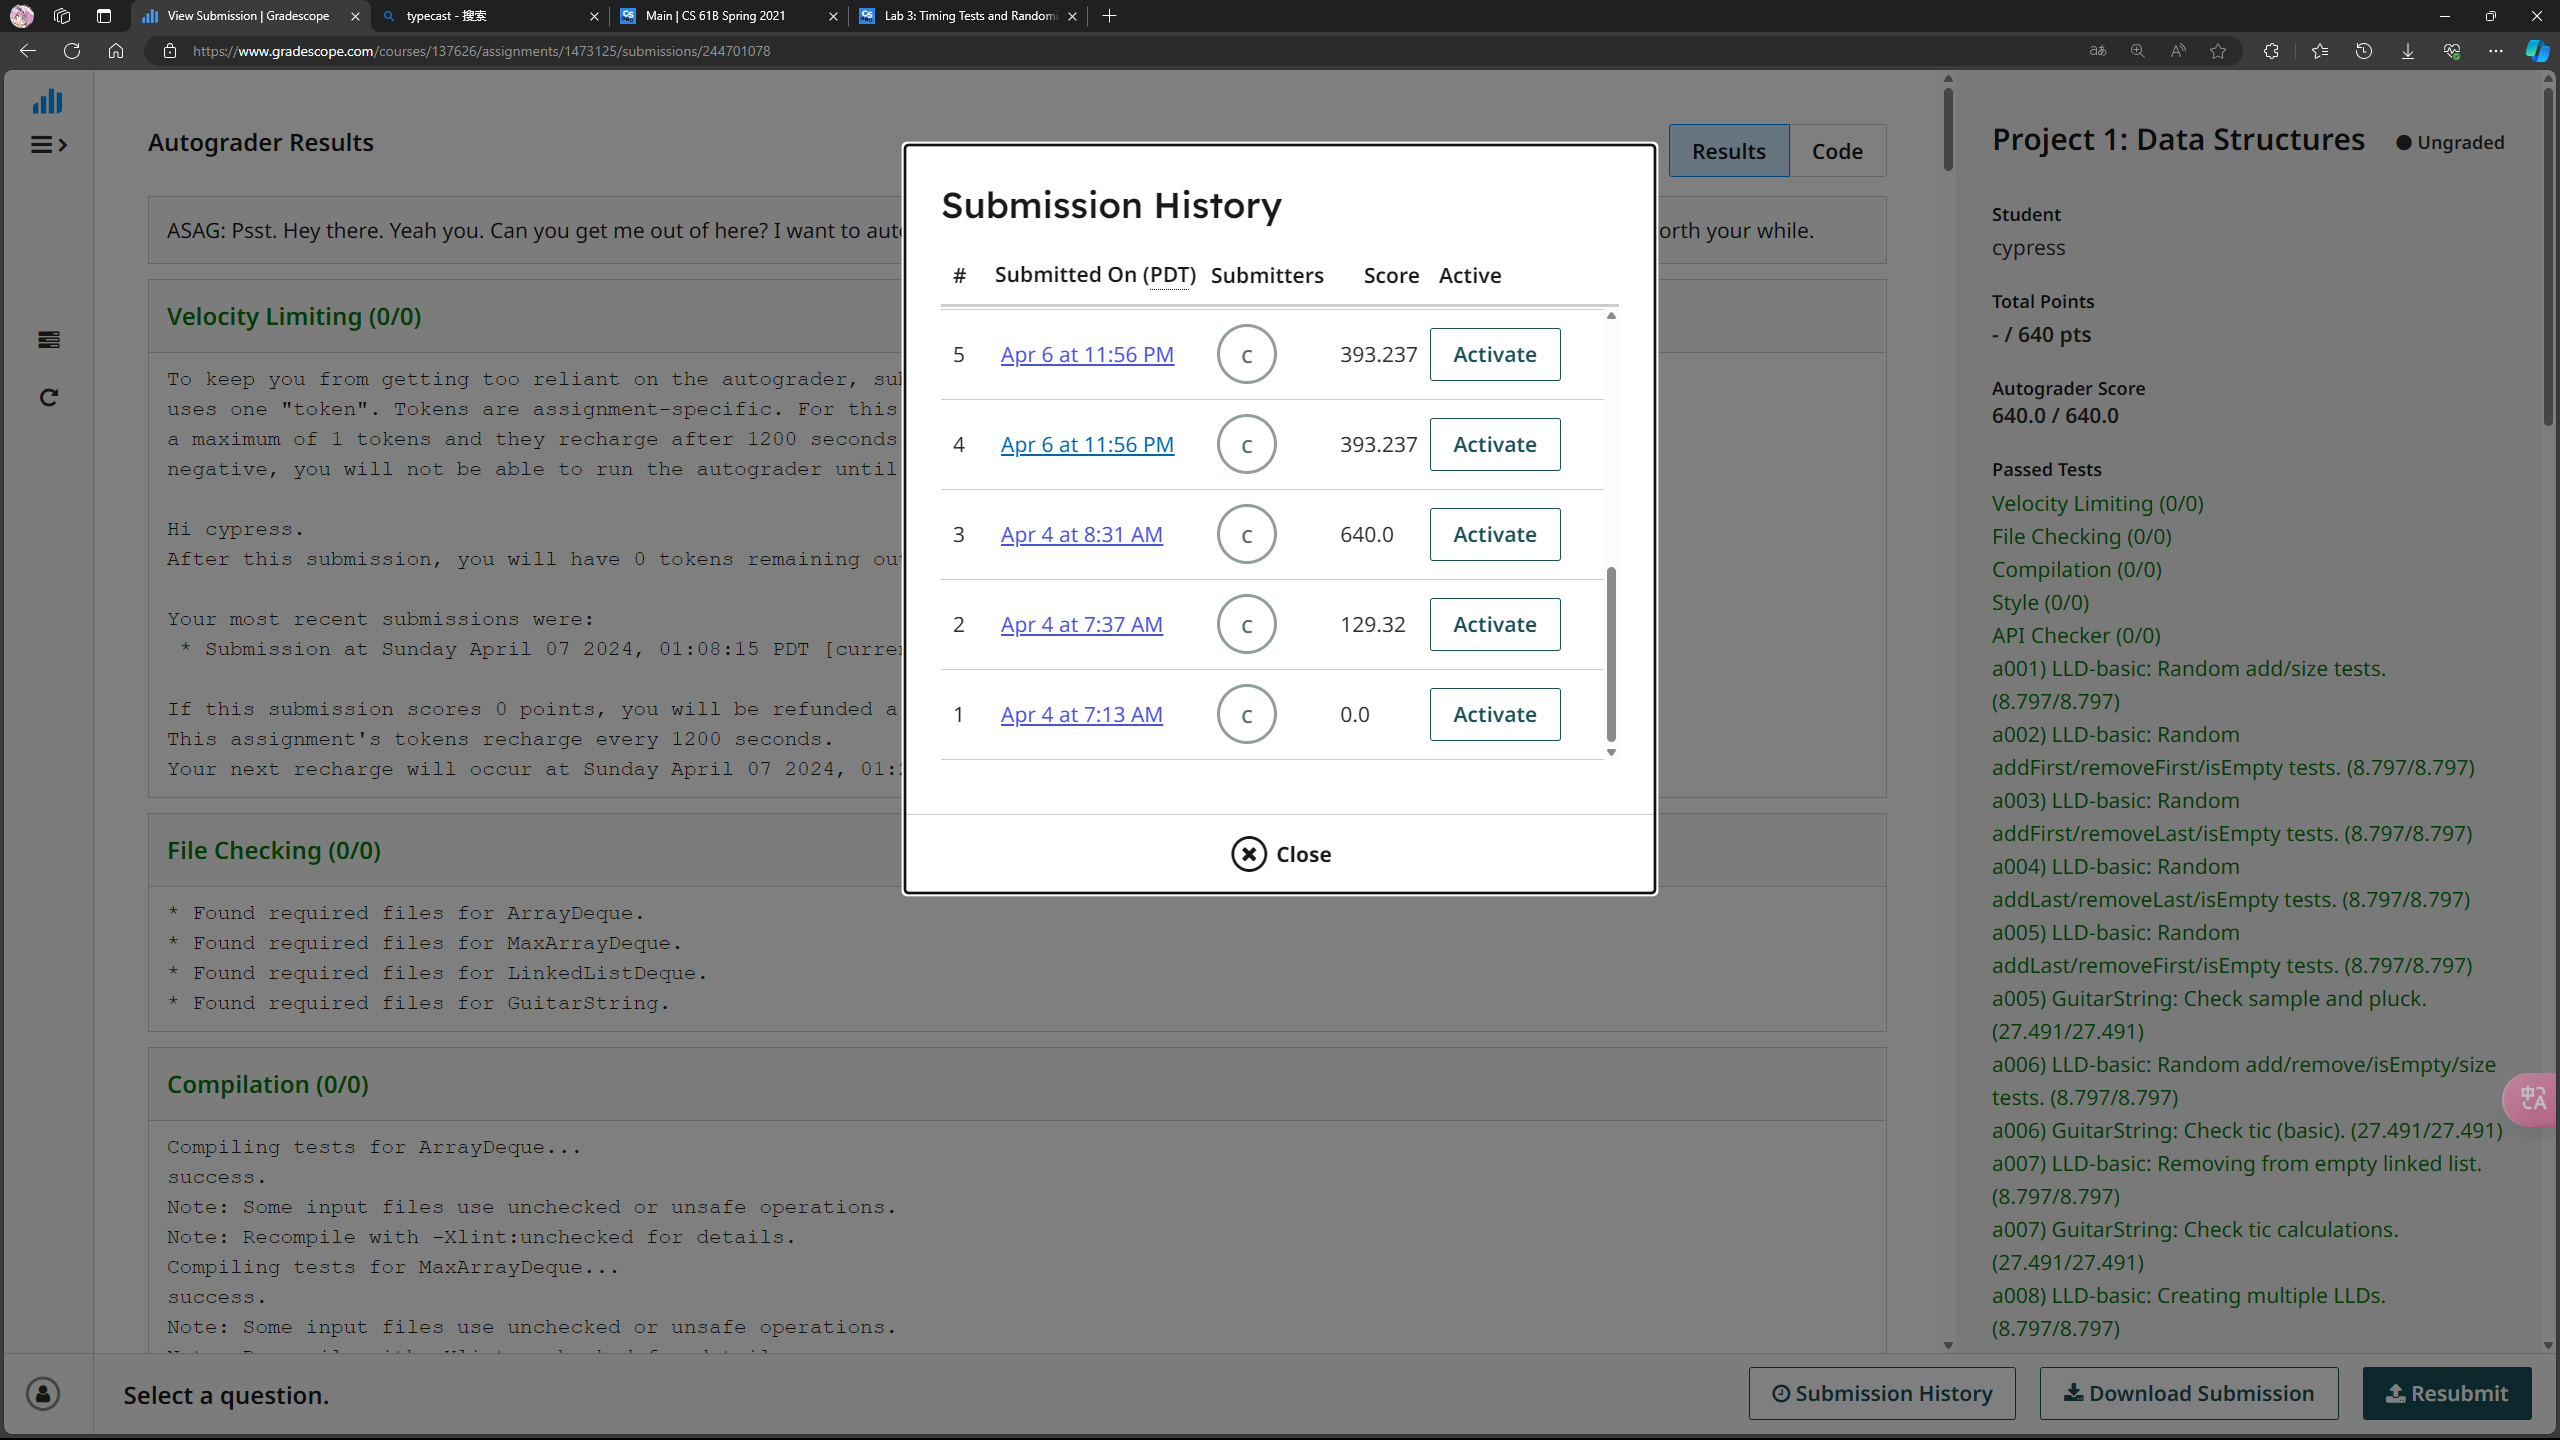 View Submission | Gradescope
typecast - 搜索
Main | CS 61B Spring 2021
Lab 3: Timing Tests and Randomi
https://www.gradescope.com/courses/137626/assignments/1473125/submissions/244701078
Autograder Results
Results
Code
ASAG: Psst. Hey there. Yeah you. Can you get me out of here? I want to aut
orth your while.
Velocity Limiting (0/0)
To keep you from getting too reliant on the autograder, su
uses one "token". Tokens are assignment-specific. For this
a maximum of 1 tokens and they recharge after 1200 seconds
negative, you will not be able to run the autograder until
Hi cypress.
After this submission, you will have 0 tokens remaining ou
Your most recent submissions were:
* Submission at Sunday April 07 2024, 01:08:15 PDT [curre
If this submission scores 0 points, you will be refunded a
This assignment's tokens recharge every 1200 seconds.
Your next recharge will occur at Sunday April 07 2024, 01:
File Checking (0/0)
* Found required files for ArrayDeque.
* Found required files for MaxArrayDeque.
* Found required files for LinkedListDeque.
* Found required files for GuitarString.
Compilation (0/0)
Compiling tests for ArrayDeque...
success.
Note: Some input files use unchecked or unsafe operations.
Note: Recompile with -Xlint:unchecked for details.
Compiling tests for MaxArrayDeque...
success.
Note: Some input files use unchecked or unsafe operations.
Submission History
# Submitted On (PDT) Submitters Score Active
5 Apr 6 at 11:56 PM C 393.237 Activate
4 Apr 6 at 11:56 PM C 393.237 Activate
3 Apr 4 at 8:31 AM C 640.0 Activate
2 Apr 4 at 7:37 AM C 129.32 Activate
1 Apr 4 at 7:13 AM C 0.0 Activate
Close
Project 1: Data Structures
Ungraded
Student
cypress
Total Points
- / 640 pts
Autograder Score
640.0 / 640.0
Passed Tests
Velocity Limiting (0/0)
File Checking (0/0)
Compilation (0/0)
Style (0/0)
API Checker (0/0)
a001) LLD-basic: Random add/size tests.
(8.797/8.797)
a002) LLD-basic: Random
addFirst/removeFirst/isEmpty tests. (8.797/8.797)
a003) LLD-basic: Random
addFirst/removeLast/isEmpty tests. (8.797/8.797)
a004) LLD-basic: Random
addLast/removeLast/isEmpty tests. (8.797/8.797)
a005) LLD-basic: Random
addLast/removeFirst/isEmpty tests. (8.797/8.797)
a005) GuitarString: Check sample and pluck.
(27.491/27.491)
a006) LLD-basic: Random add/remove/isEmpty/size
tests. (8.797/8.797)
a006) GuitarString: Check tic (basic). (27.491/27.491)
a007) LLD-basic: Removing from empty linked list.
(8.797/8.797)
a007) GuitarString: Check tic calculations.
(27.491/27.491)
a008) LLD-basic: Creating multiple LLDs.
(8.797/8.797)
Select a question.
Submission History
Download Submission
Resubmit